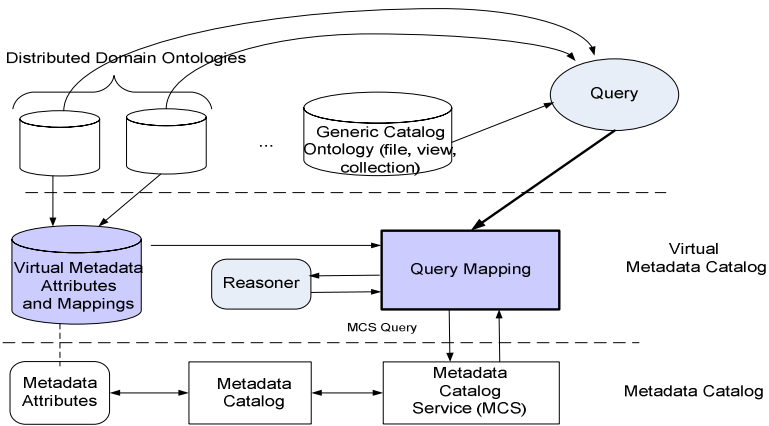 Distributed Domain Ontologies
Query
...
Generic Catalog
Ontology (file, view,
collection)
Virtual
Metadata Catalog
Virtual Metadata
Attributes
and Mappings
Reasoner
Query Mapping
MCS Query
Metadata
Attributes
Metadata
Catalog
Metadata
Catalog
Service (MCS)
Metadata Catalog